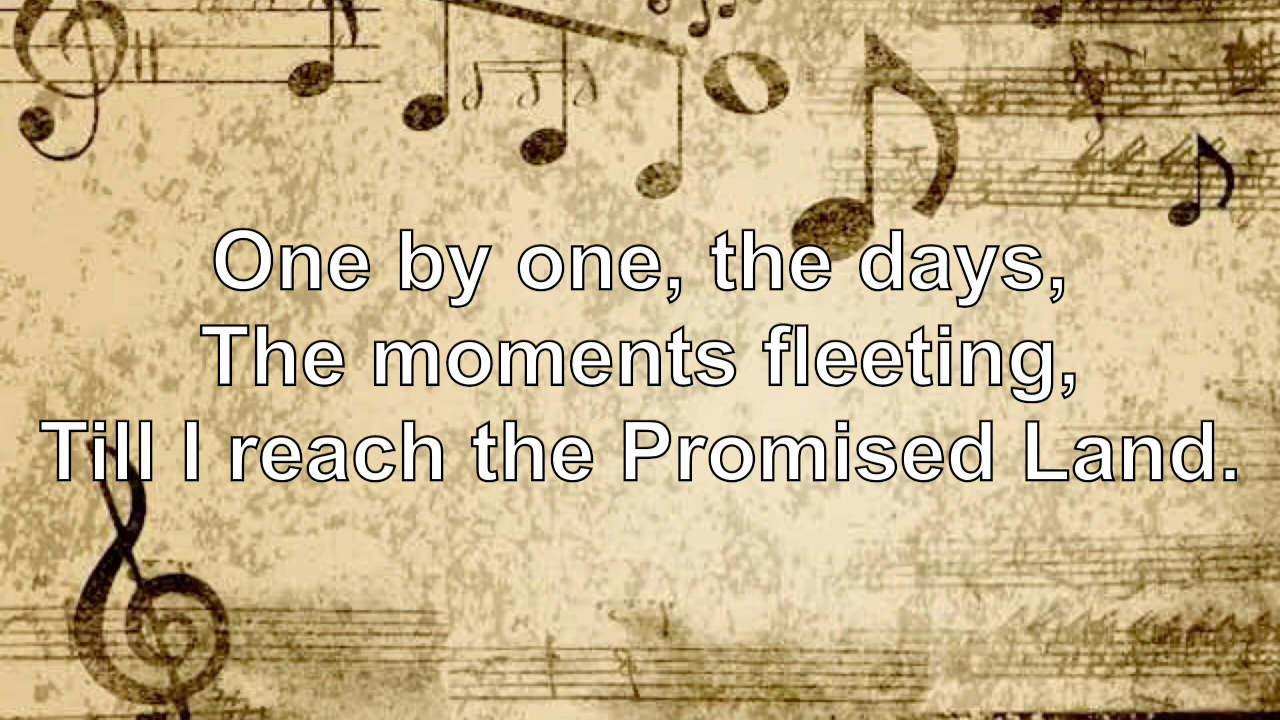 One by one, the days,
The moments fleeting,
Till I reach the Promised Land.